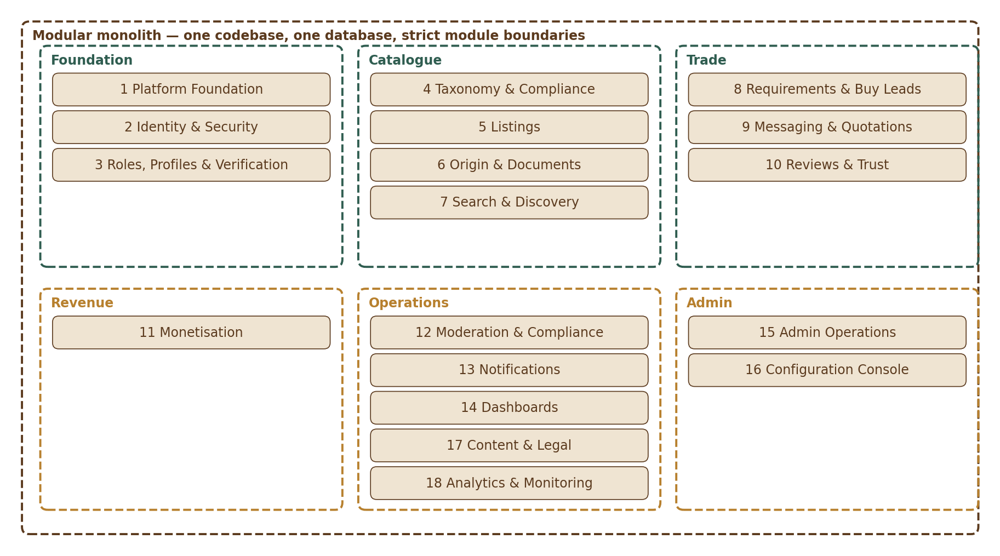 Modular monolith — one codebase, one database, strict module boundaries
Foundation
1 Platform Foundation
2 Identity & Security
3 Roles, Profiles & Verification
Catalogue
4 Taxonomy & Compliance
5 Listings
6 Origin & Documents
7 Search & Discovery
Trade
8 Requirements & Buy Leads
9 Messaging & Quotations
10 Reviews & Trust
Revenue
11 Monetisation
Operations
12 Moderation & Compliance
13 Notifications
14 Dashboards
17 Content & Legal
18 Analytics & Monitoring
Admin
15 Admin Operations
16 Configuration Console